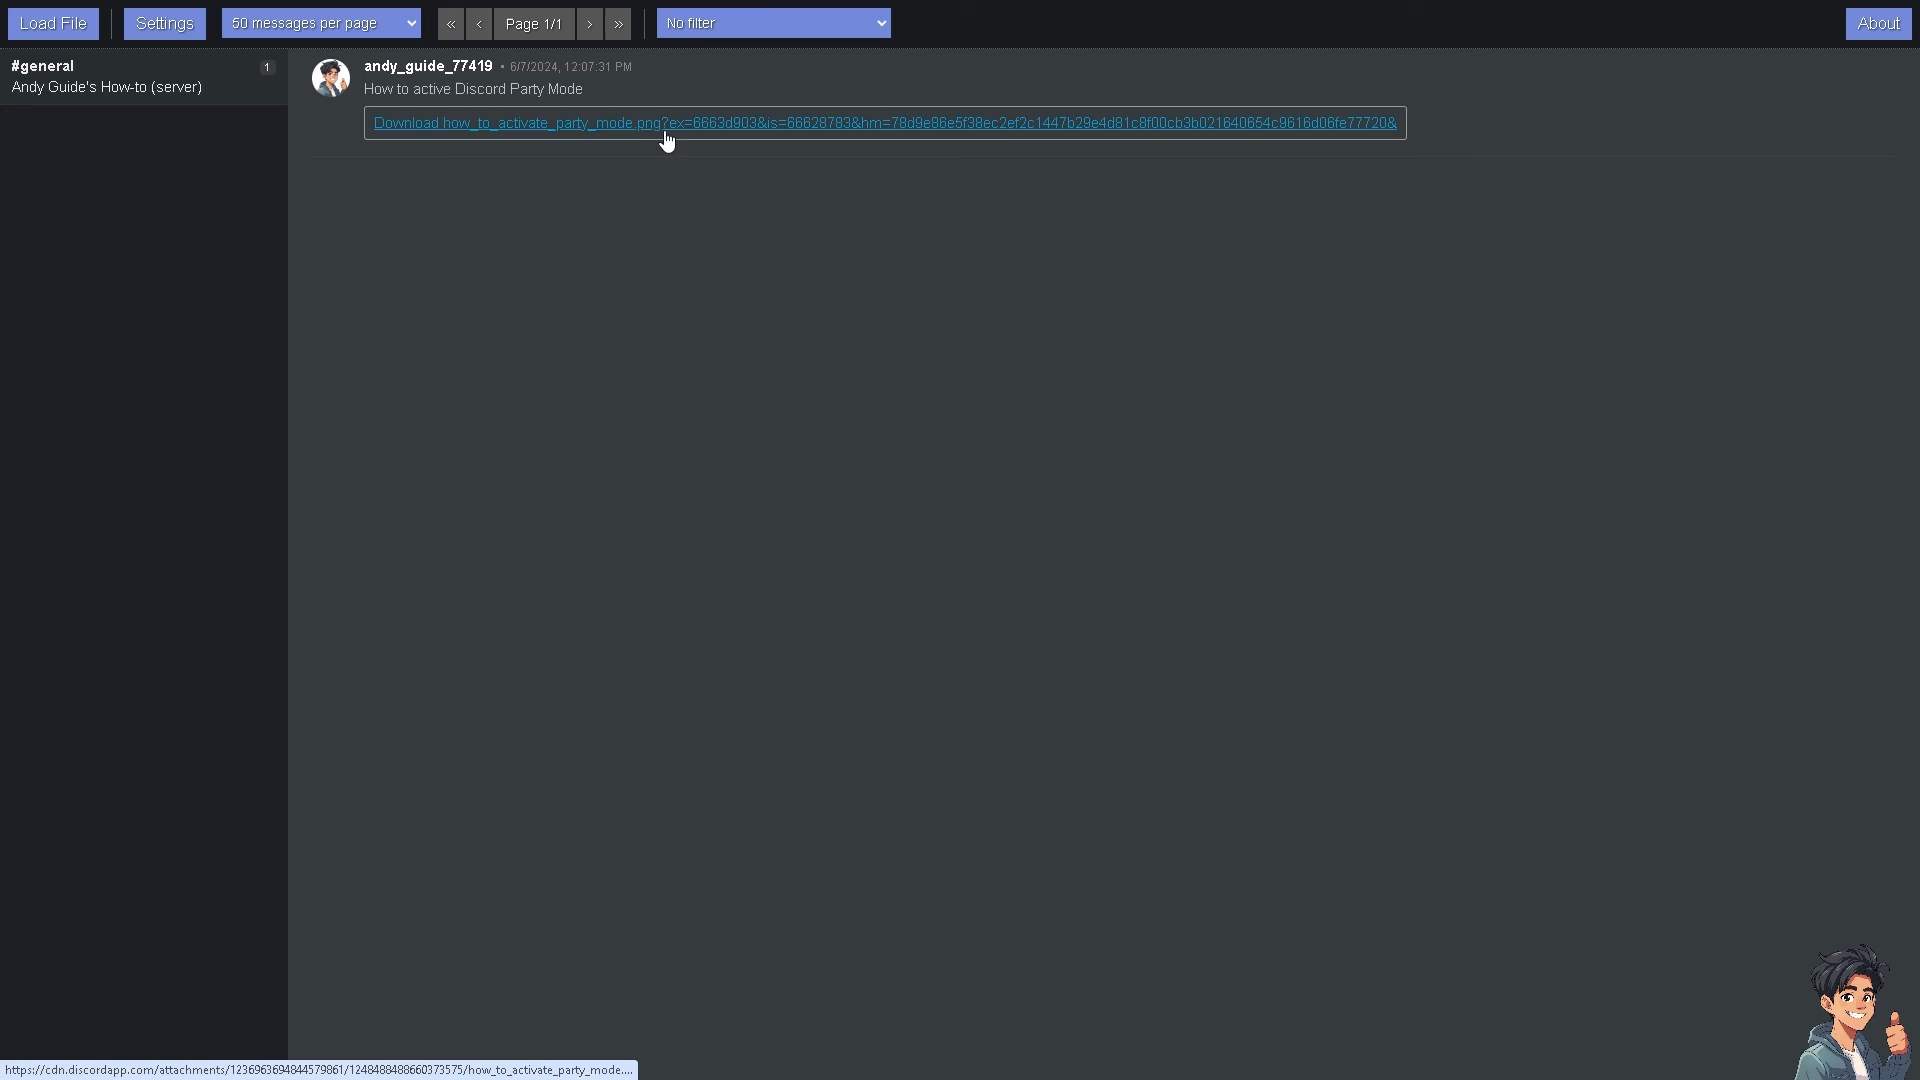 Load File
Settings
50 messages per page
«
‹
Page 1/1
›
»
No filter
About
#general
1
Andy Guide's How-to (server)
andy_guide_77419 • 6/7/2024, 12:07:31 PM
How to active Discord Party Mode
Download how_to_activate_party_mode.png?ex=6663d903&is=66628783&hm=78d9e86e5f38ec2ef2c1447b29e4d81c8f00cb3b021640654c9616d06fe77720&
https://cdn.discordapp.com/attachments/1236963694844579861/1248488488660373575/how_to_activate_party_mode....